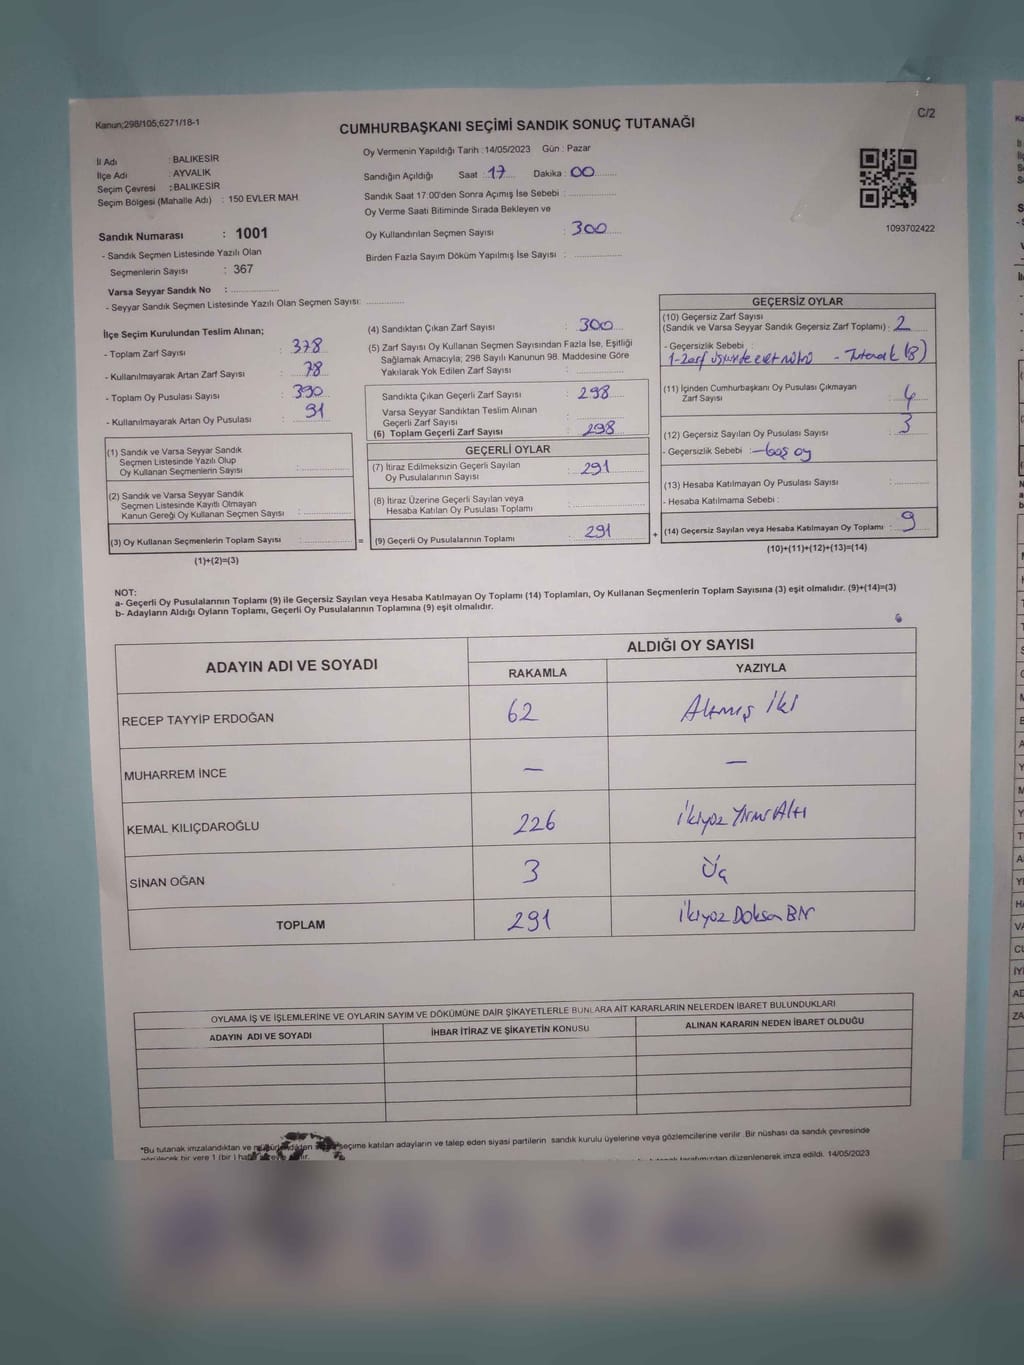 Kanun;298/105;6271/18-1
C/2
CUMHURBAŞKANI SEÇİMİ SANDIK SONUÇ TUTANAĞI
İl Adı : BALIKESİR
İlçe Adı : AYVALIK
Seçim Çevresi : BALIKESİR
Seçim Bölgesi (Mahalle Adı) : 150 EVLER MAH
Sandık Numarası : 1001
- Sandık Seçmen Listesinde Yazılı Olan
Seçmenlerin Sayısı : 367
Varsa Seyyar Sandık No : ..............
- Seyyar Sandık Seçmen Listesinde Yazılı Olan Seçmen Sayısı: ..............
Oy Vermenin Yapıldığı Tarih :14/05/2023 Gün : Pazar
Sandığın Açıldığı Saat : 17 Dakika : 00
Sandık Saat 17:00'den Sonra Açımış İse Sebebi : ..............
Oy Verme Saati Bitiminde Sırada Bekleyen ve
Oy Kullandırılan Seçmen Sayısı : 300
Birden Fazla Sayım Döküm Yapılmış İse Sayısı : ..............
1093702422
İlçe Seçim Kurulundan Teslim Alınan;
- Toplam Zarf Sayısı : 378
- Kullanılmayarak Artan Zarf Sayısı : 78
- Toplam Oy Pusulası Sayısı : 390
- Kullanılmayarak Artan Oy Pusulası : 91
(1) Sandık ve Varsa Seyyar Sandık
Seçmen Listesinde Yazılı Olup
Oy Kullanan Seçmenlerin Sayısı : ..............
(2) Sandık ve Varsa Seyyar Sandık
Seçmen Listesinde Kayıtlı Olmayan
Kanun Gereği Oy Kullanan Seçmen Sayısı : ..............
(3) Oy Kullanan Seçmenlerin Toplam Sayısı : .............. =
(1)+(2)=(3)
(4) Sandıktan Çıkan Zarf Sayısı : 300
(5) Zarf Sayısı Oy Kullanan Seçmen Sayısından Fazla İse, Eşitliği
Sağlamak Amacıyla; 298 Sayılı Kanunun 98. Maddesine Göre
Yakılarak Yok Edilen Zarf Sayısı : ..............
Sandıkta Çıkan Geçerli Zarf Sayısı : 298
Varsa Seyyar Sandıktan Teslim Alınan
Geçerli Zarf Sayısı : ..............
(6) Toplam Geçerli Zarf Sayısı : 298
GEÇERLİ OYLAR
(7) İtiraz Edilmeksizin Geçerli Sayılan
Oy Pusulalarının Sayısı : 291
(8) İtiraz Üzerine Geçerli Sayılan veya
Hesaba Katılan Oy Pusulası Toplamı : ..............
(9) Geçerli Oy Pusulalarının Toplamı : 291 +
GEÇERSİZ OYLAR
(10) Geçersiz Zarf Sayısı
(Sandık ve Varsa Seyyar Sandık Geçersiz Zarf Toplamı) : 2
- Geçersizlik Sebebi :
- Tutanak (8)
(11) İçinden Cumhurbaşkanı Oy Pusulası Çıkmayan
Zarf Sayısı : 4
(12) Geçersiz Sayılan Oy Pusulası Sayısı : 3
- Geçersizlik Sebebi : - boş oy
(13) Hesaba Katılmayan Oy Pusulası Sayısı : ..............
- Hesaba Katılmama Sebebi :
(14) Geçersiz Sayılan veya Hesaba Katılmayan Oy Toplamı : 9
(10)+(11)+(12)+(13)=(14)
NOT:
a- Geçerli Oy Pusulalarının Toplamı (9) ile Geçersiz Sayılan veya Hesaba Katılmayan Oy Toplamı (14) Toplamları, Oy Kullanan Seçmenlerin Toplam Sayısına (3) eşit olmalıdır. (9)+(14)=(3)
b- Adayların Aldığı Oyların Toplamı, Geçerli Oy Pusulalarının Toplamına (9) eşit olmalıdır.
ADAYIN ADI VE SOYADI
ALDIĞI OY SAYISI
RAKAMLA YAZIYLA
RECEP TAYYİP ERDOĞAN 62 Altmış İki
MUHARREM İNCE — —
KEMAL KILIÇDAROĞLU 226 İkiyüz Yirmi Altı
SİNAN OĞAN 3 Üç
TOPLAM 291 İkiyüz Doksan Bir
OYLAMA İŞ VE İŞLEMLERİNE VE OYLARIN SAYIM VE DÖKÜMÜNE DAİR ŞİKAYETLERLE BUNLARA AİT KARARLARIN NELERDEN İBARET BULUNDUKLARI
ADAYIN ADI VE SOYADI İHBAR İTİRAZ VE ŞİKAYETİN KONUSU ALINAN KARARIN NEDEN İBARET OLDUĞU
*Bu tutanak imzalandıktan ve seçime katılan adayların ve talep eden siyasi partilerin sandık kurulu üyelerine veya gözlemcilerine verilir. Bir nüshası da sandık çevresinde
görülecek bir yere 1 (bir) tarafımızdan düzenlenerek imza edildi. 14/05/2023